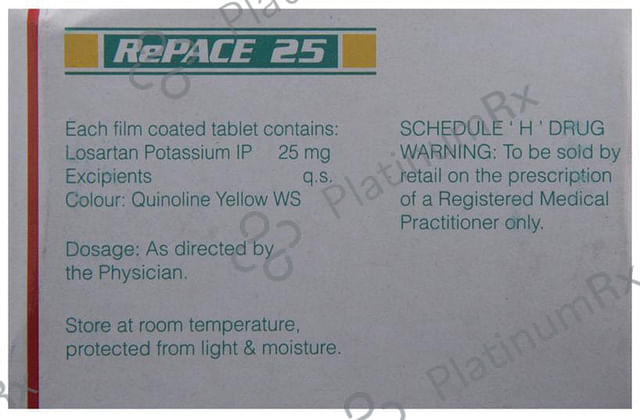 RePACE 25
Each film coated tablet contains:
Losartan Potassium IP 25 mg
Excipients q.s.
Colour: Quinoline Yellow WS
Dosage: As directed by
the Physician.
Store at room temperature,
protected from light & moisture.
SCHEDULE ' H ' DRUG
WARNING: To be sold by
retail on the prescription
of a Registered Medical
Practitioner only.
PlatinumRx
PlatinumRx
PlatinumRx
Rx